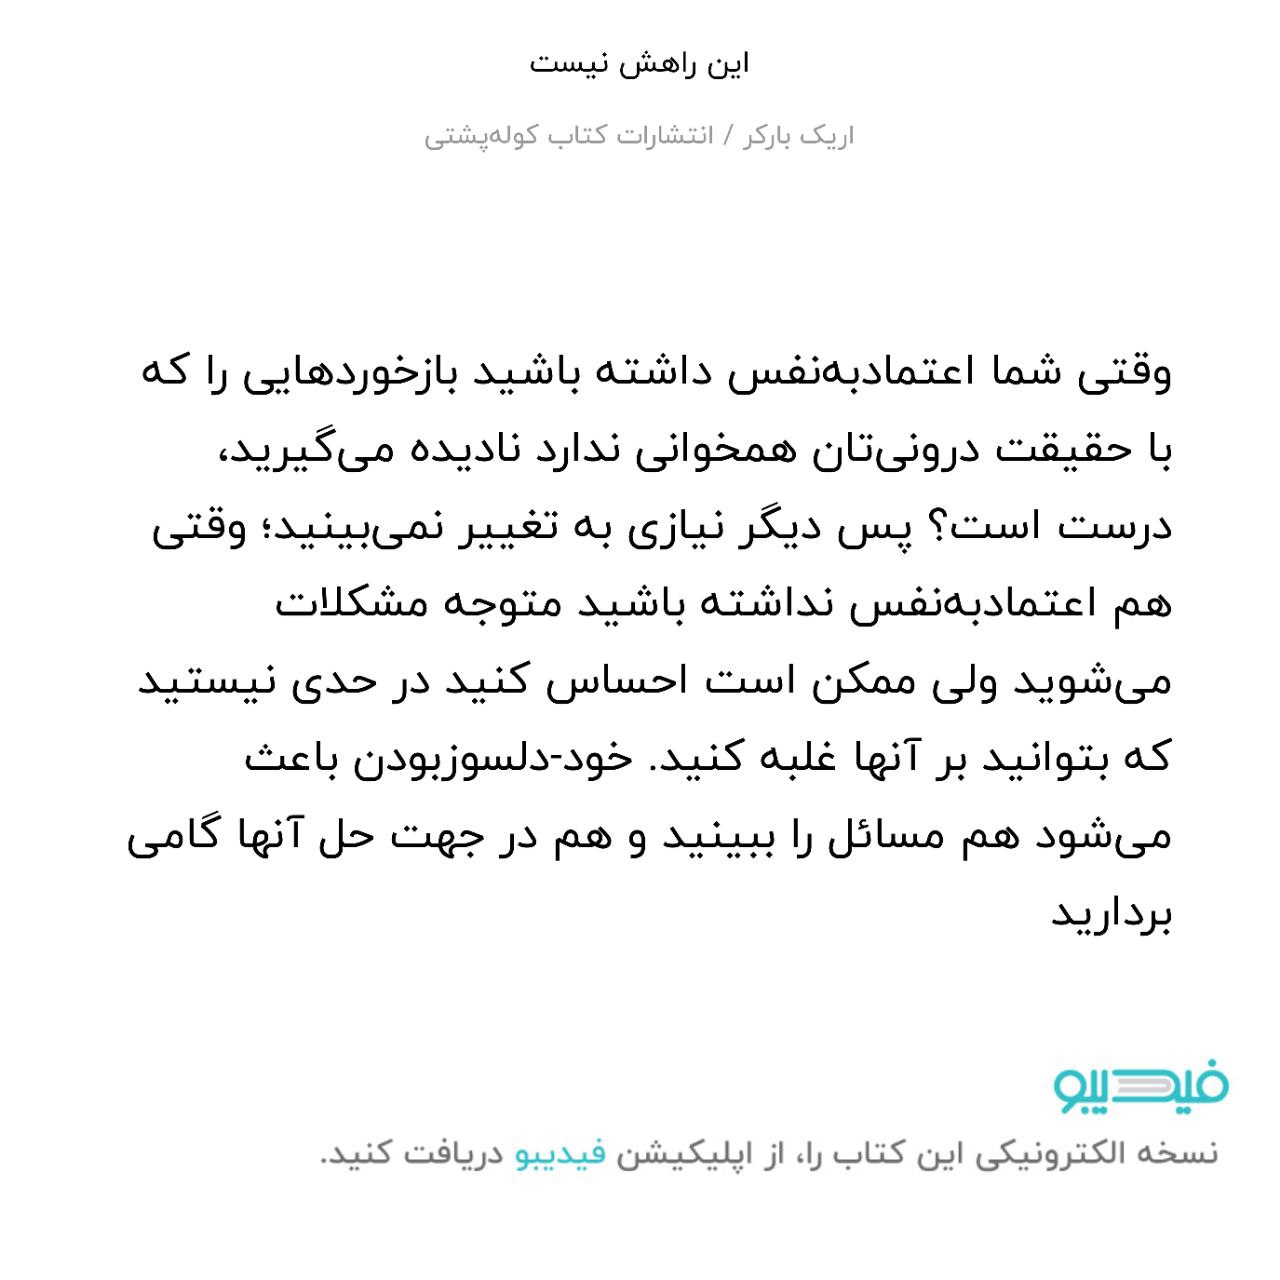 این راهش نیست
اریک بارکر / انتشارات کتاب کوله‌پشتی
وقتی شما اعتمادبه‌نفس داشته باشید بازخوردهایی را که
با حقیقت درونی‌تان همخوانی ندارد نادیده می‌گیرید،
درست است؟ پس دیگر نیازی به تغییر نمی‌بینید؛ وقتی
هم اعتمادبه‌نفس نداشته باشید متوجه مشکلات
می‌شوید ولی ممکن است احساس کنید در حدی نیستید
که بتوانید بر آنها غلبه کنید. خود-دلسوزبودن باعث
می‌شود هم مسائل را ببینید و هم در جهت حل آنها گامی
بردارید
فیدیبو
نسخه الکترونیکی این کتاب را، از اپلیکیشن فیدیبو دریافت کنید.